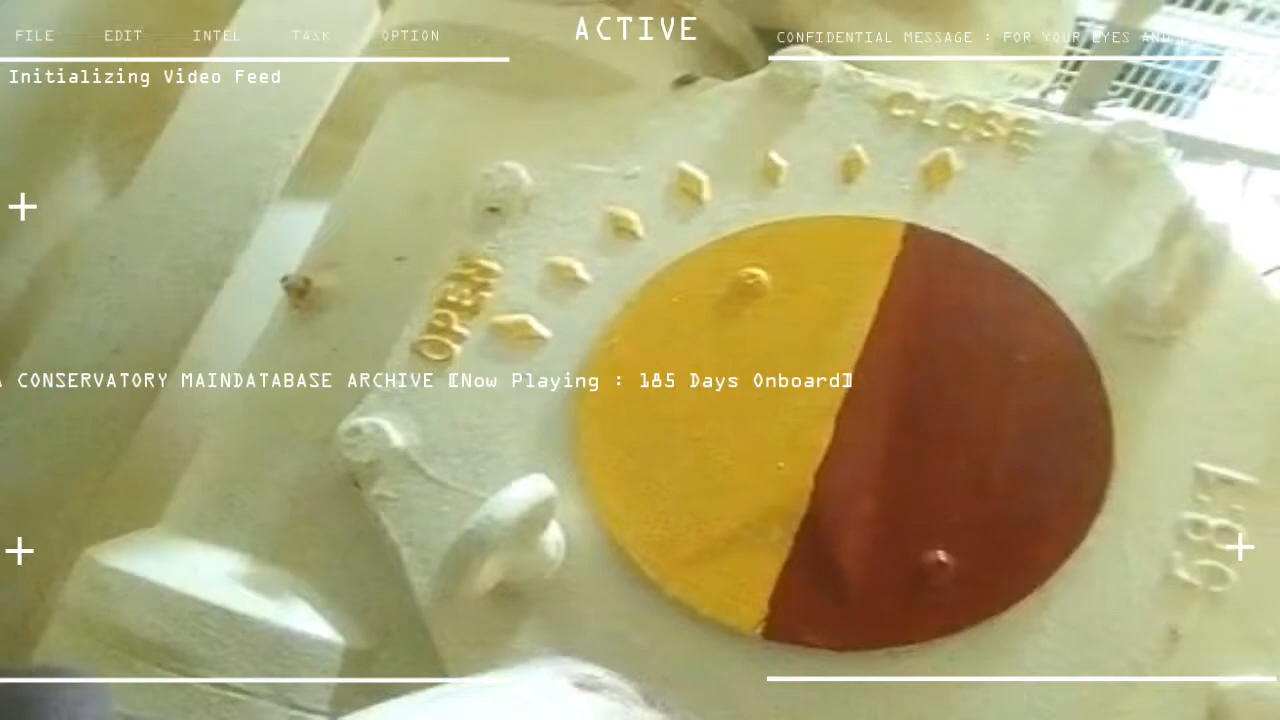 FILE EDIT INTEL TASK OPTION
ACTIVE
CONFIDENTIAL MESSAGE : FOR YOUR EYES AND
Initializing Video Feed
CLOSE
OPEN
CONSERVATORY MAINDATABASE ARCHIVE [Now Playing : 185 Days Onboard]